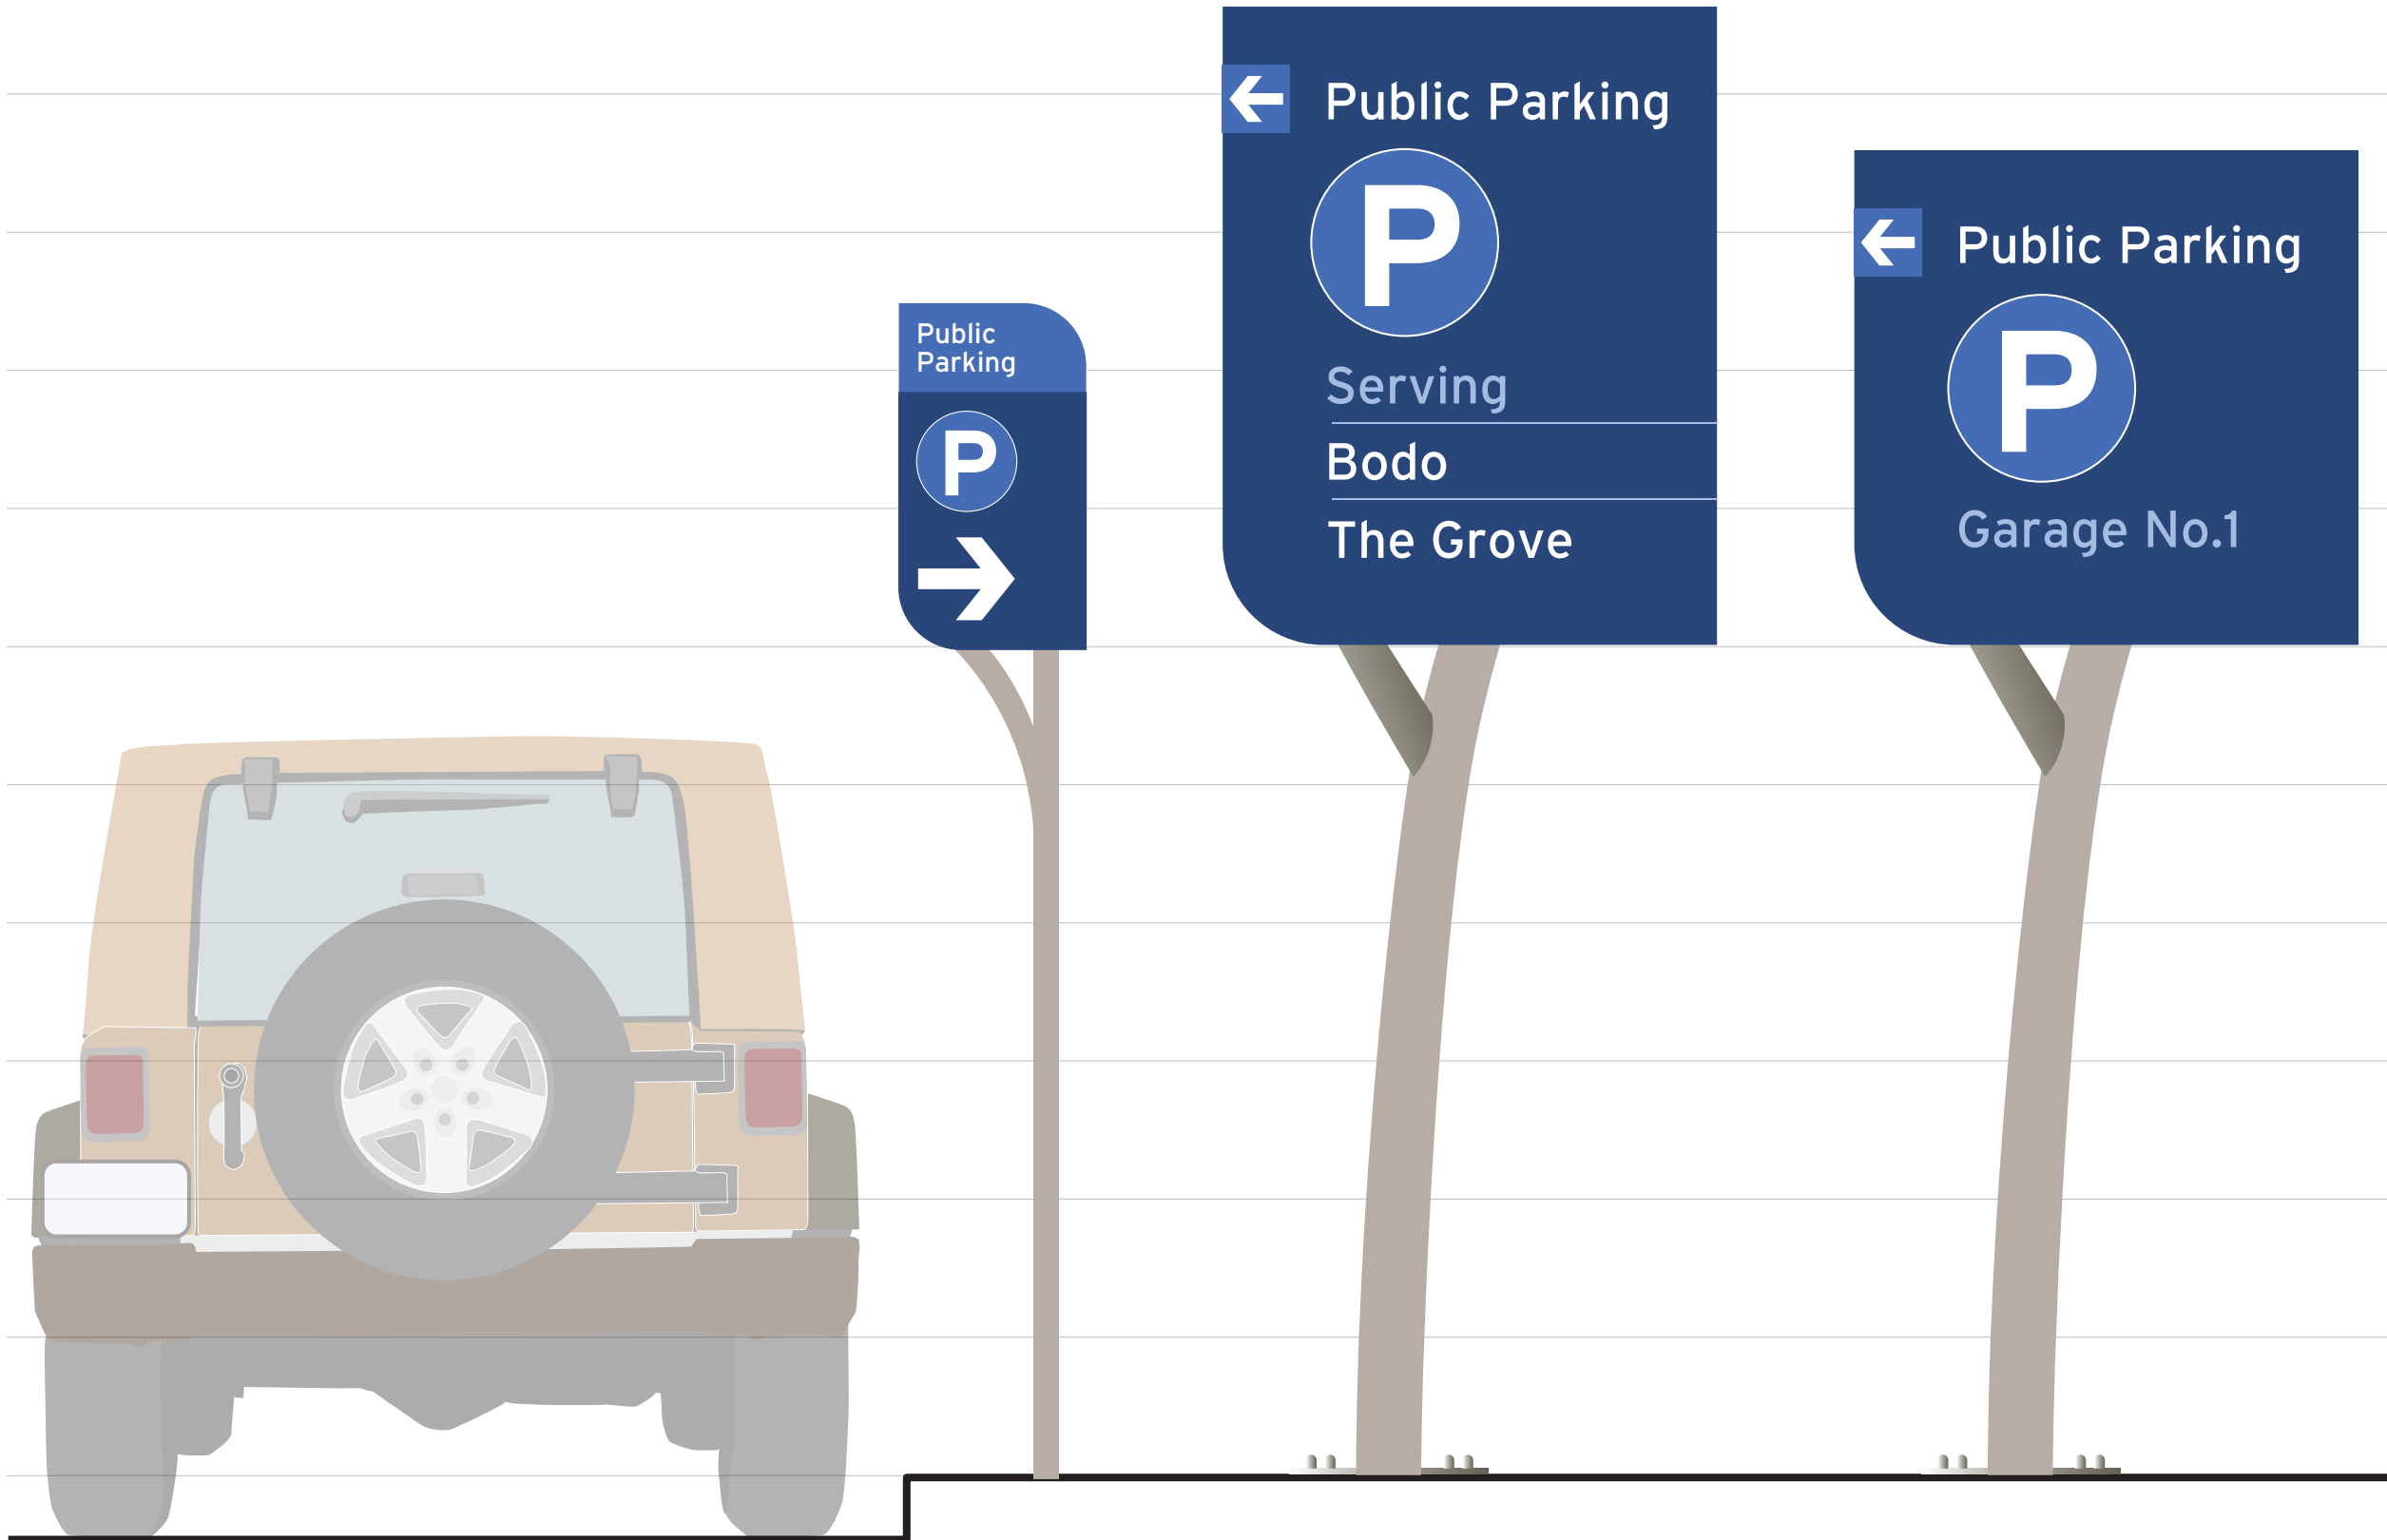 Public
Parking
P
Public Parking
P
Serving
Bodo
The Grove
Public Parking
P
Garage No.1